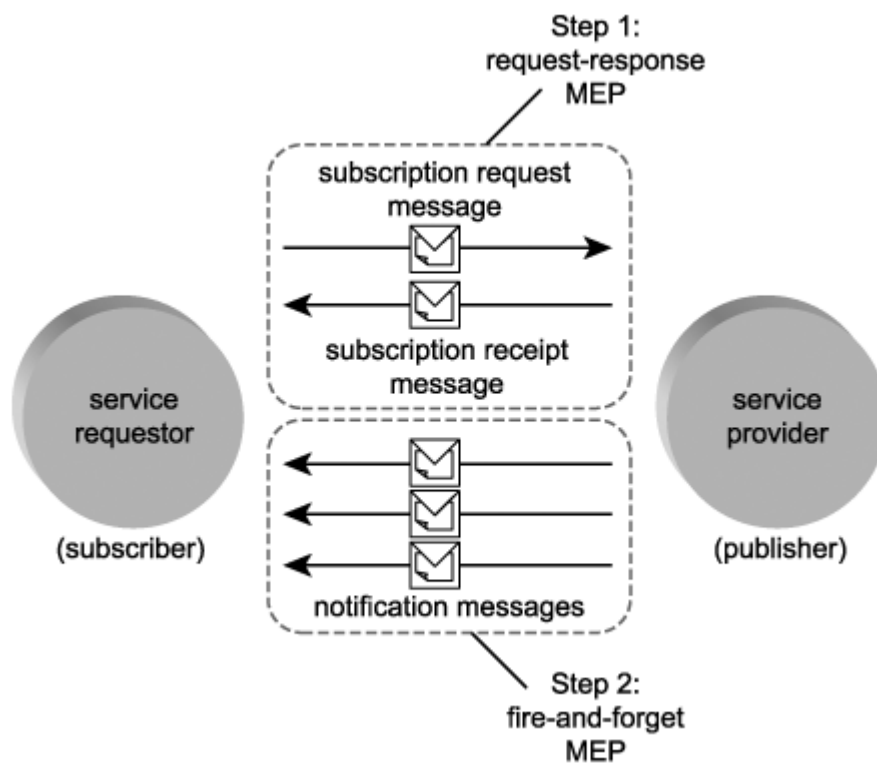 Step 1:
request-response
MEP
subscription request
message
subscription receipt
message
service
requestor
(subscriber)
service
provider
(publisher)
notification messages
Step 2:
fire-and-forget
MEP